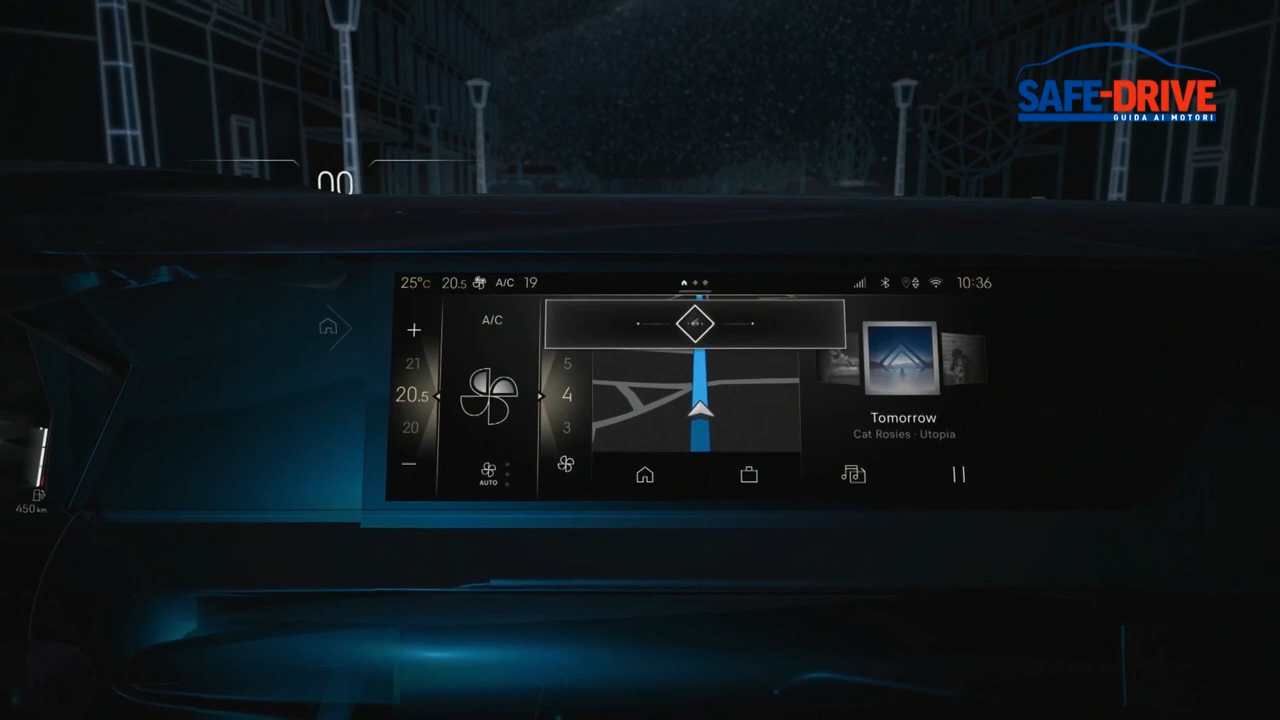 SAFE-DRIVE
GUIDA AI MOTORI
00
25°C 20.5 A/C 19 10:36
+
A/C
21
20.5
20
—
5
4
3
AUTO
Tomorrow
Cat Rosies · Utopia
450 km